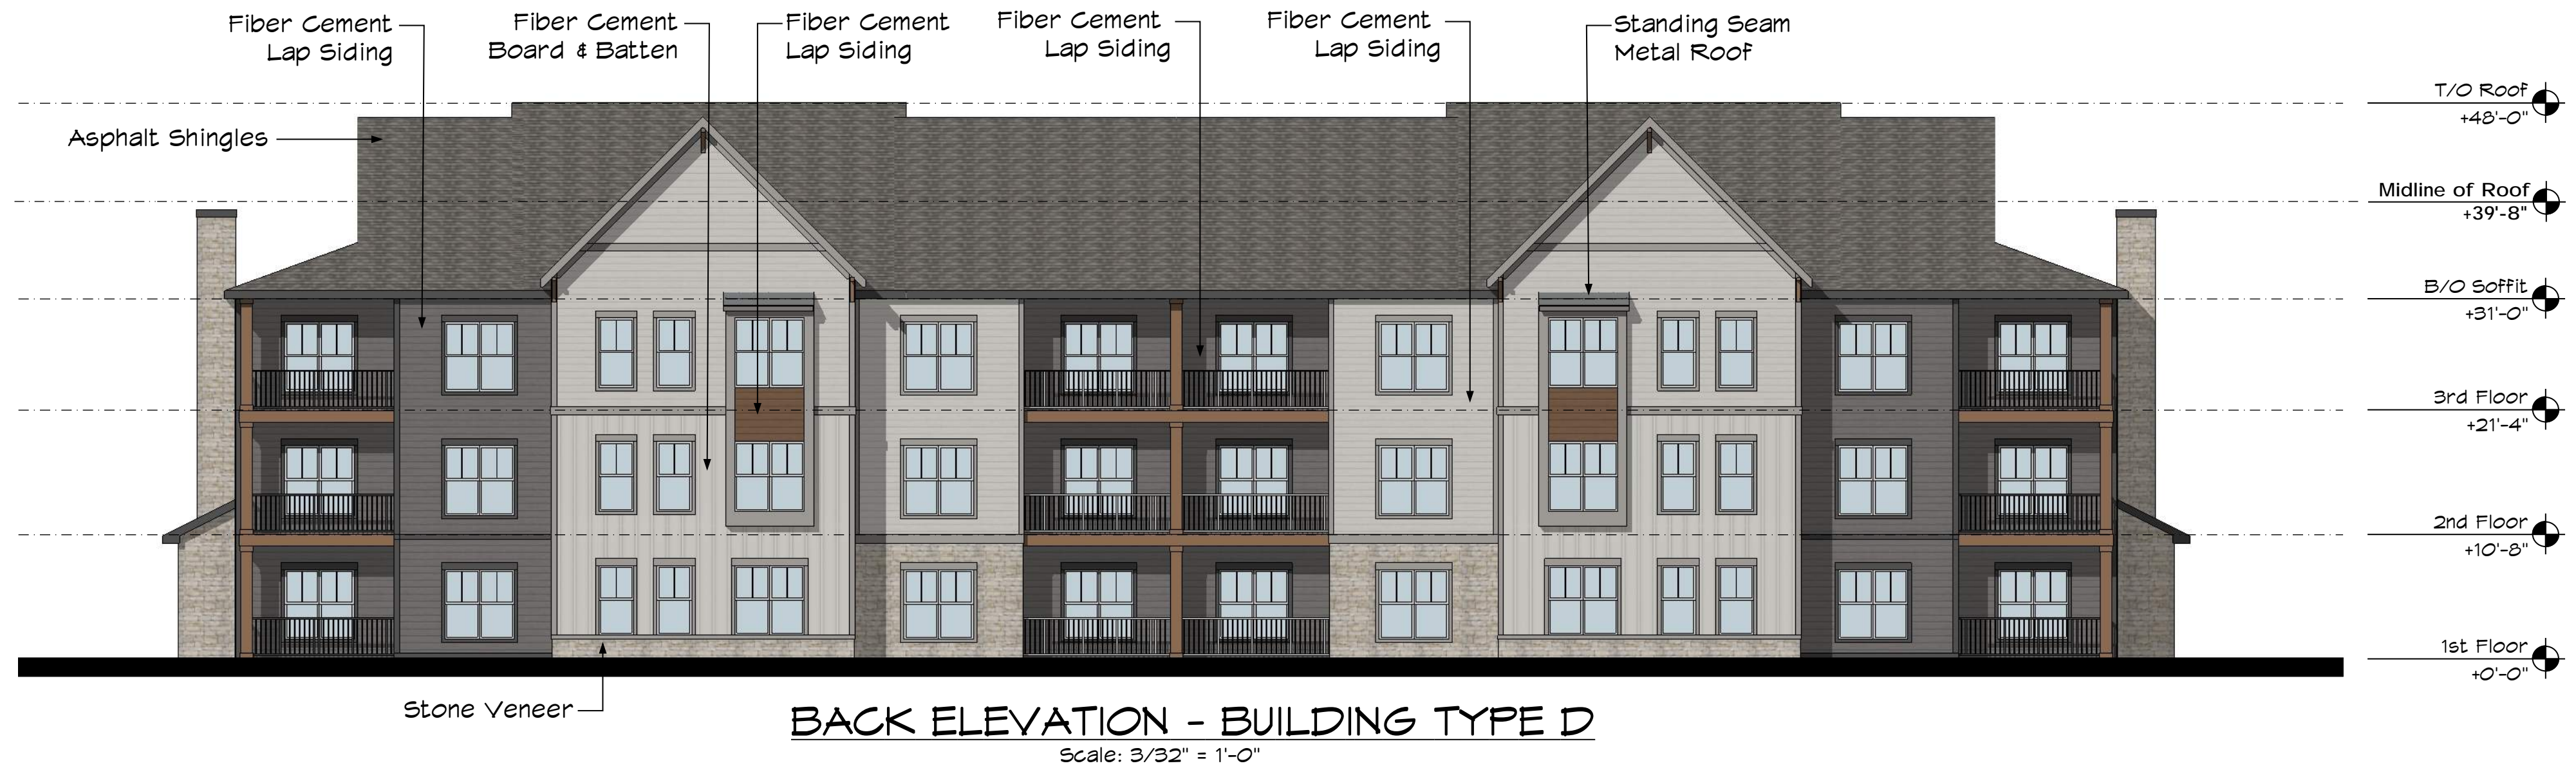 Fiber Cement
Lap Siding
Fiber Cement
Board & Batten
Fiber Cement
Lap Siding
Fiber Cement
Lap Siding
Fiber Cement
Lap Siding
Standing Seam
Metal Roof
Asphalt Shingles
T/O Roof
+48'-0"
Midline of Roof
+39'-8"
B/O Soffit
+31'-0"
3rd Floor
+21'-4"
2nd Floor
+10'-8"
1st Floor
+0'-0"
Stone Veneer
BACK ELEVATION - BUILDING TYPE D
Scale: 3/32" = 1'-0"